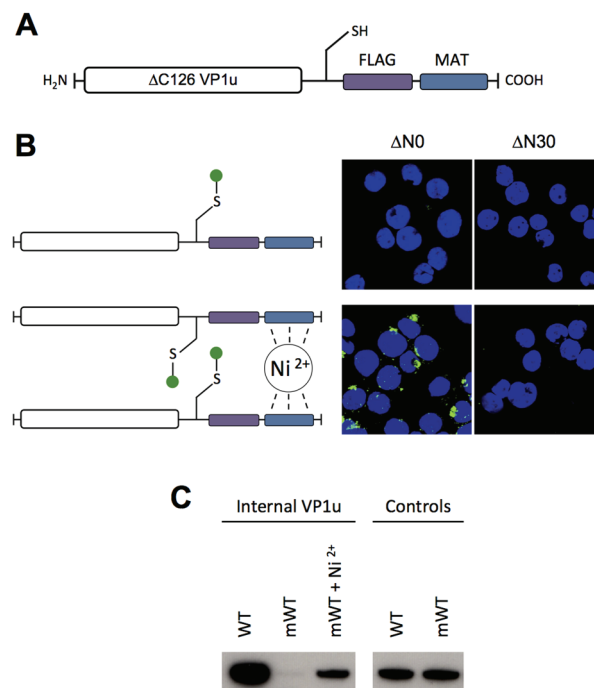 A
SH
FLAG MAT
H₂N ΔC126 VP1u COOH
B
ΔN0 ΔN30
S
S
S
Ni ²⁺
C
Internal VP1u Controls
WT mWT mWT + Ni ²⁺ WT mWT